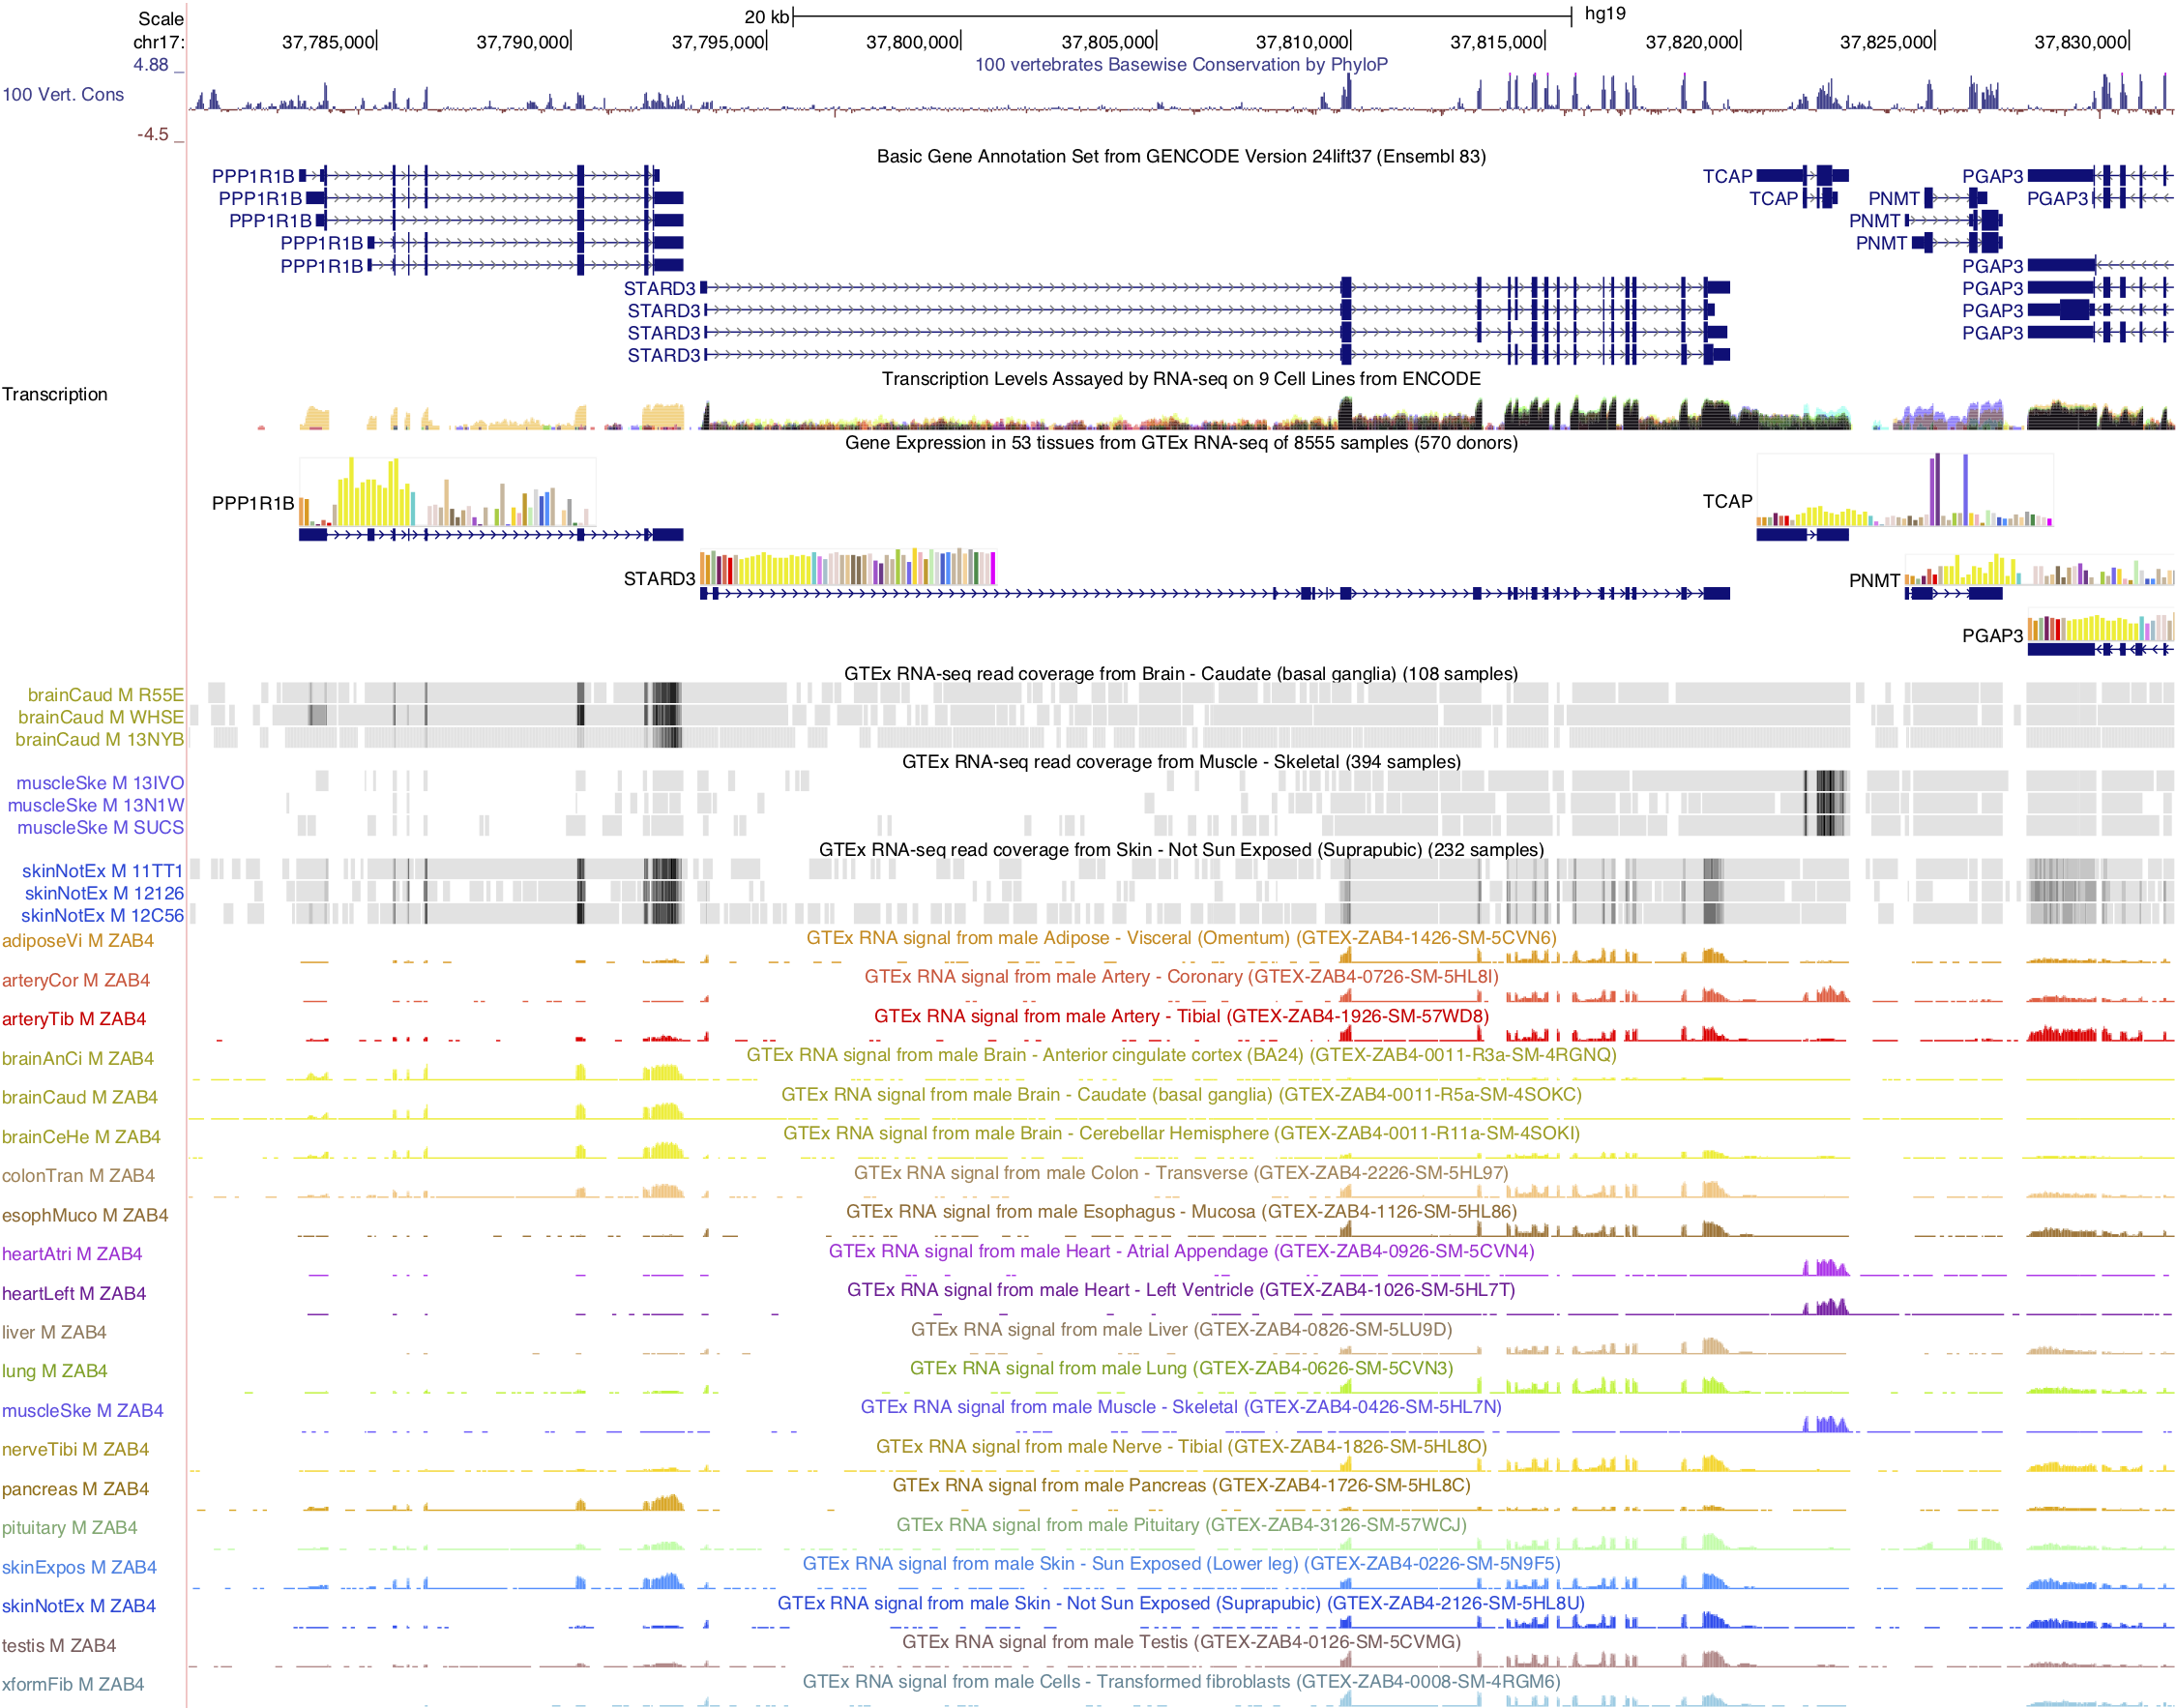 Scale 20 kb hg19
chr17: 37,785,000 37,790,000 37,795,000 37,800,000 37,805,000 37,810,000 37,815,000 37,820,000 37,825,000 37,830,000
4.88 100 vertebrates Basewise Conservation by PhyloP
100 Vert. Cons
-4.5
Basic Gene Annotation Set from GENCODE Version 24lift37 (Ensembl 83)
PPP1R1B TCAP PGAP3
PPP1R1B TCAP PNMT PGAP3
PPP1R1B PNMT
PPP1R1B PNMT
PPP1R1B PGAP3
STARD3 PGAP3
STARD3 PGAP3
STARD3 PGAP3
STARD3
Transcription Levels Assayed by RNA-seq on 9 Cell Lines from ENCODE
Transcription
Gene Expression in 53 tissues from GTEx RNA-seq of 8555 samples (570 donors)
PPP1R1B TCAP
STARD3 PNMT
PGAP3
GTEx RNA-seq read coverage from Brain - Caudate (basal ganglia) (108 samples)
brainCaud M R55E
brainCaud M WHSE
brainCaud M 13NYB
GTEx RNA-seq read coverage from Muscle - Skeletal (394 samples)
muscleSke M 13IVO
muscleSke M 13N1W
muscleSke M SUCS
GTEx RNA-seq read coverage from Skin - Not Sun Exposed (Suprapubic) (232 samples)
skinNotEx M 11TT1
skinNotEx M 12126
skinNotEx M 12C56
adiposeVi M ZAB4 GTEx RNA signal from male Adipose - Visceral (Omentum) (GTEX-ZAB4-1426-SM-5CVN6)
arteryCor M ZAB4 GTEx RNA signal from male Artery - Coronary (GTEX-ZAB4-0726-SM-5HL8I)
arteryTib M ZAB4 GTEx RNA signal from male Artery - Tibial (GTEX-ZAB4-1926-SM-57WD8)
brainAnCi M ZAB4 GTEx RNA signal from male Brain - Anterior cingulate cortex (BA24) (GTEX-ZAB4-0011-R3a-SM-4RGNQ)
brainCaud M ZAB4 GTEx RNA signal from male Brain - Caudate (basal ganglia) (GTEX-ZAB4-0011-R5a-SM-4SOKC)
brainCeHe M ZAB4 GTEx RNA signal from male Brain - Cerebellar Hemisphere (GTEX-ZAB4-0011-R11a-SM-4SOKI)
colonTran M ZAB4 GTEx RNA signal from male Colon - Transverse (GTEX-ZAB4-2226-SM-5HL97)
esophMuco M ZAB4 GTEx RNA signal from male Esophagus - Mucosa (GTEX-ZAB4-1126-SM-5HL86)
heartAtri M ZAB4 GTEx RNA signal from male Heart - Atrial Appendage (GTEX-ZAB4-0926-SM-5CVN4)
heartLeft M ZAB4 GTEx RNA signal from male Heart - Left Ventricle (GTEX-ZAB4-1026-SM-5HL7T)
liver M ZAB4 GTEx RNA signal from male Liver (GTEX-ZAB4-0826-SM-5LU9D)
lung M ZAB4 GTEx RNA signal from male Lung (GTEX-ZAB4-0626-SM-5CVN3)
muscleSke M ZAB4 GTEx RNA signal from male Muscle - Skeletal (GTEX-ZAB4-0426-SM-5HL7N)
nerveTibi M ZAB4 GTEx RNA signal from male Nerve - Tibial (GTEX-ZAB4-1826-SM-5HL8O)
pancreas M ZAB4 GTEx RNA signal from male Pancreas (GTEX-ZAB4-1726-SM-5HL8C)
pituitary M ZAB4 GTEx RNA signal from male Pituitary (GTEX-ZAB4-3126-SM-57WCJ)
skinExpos M ZAB4 GTEx RNA signal from male Skin - Sun Exposed (Lower leg) (GTEX-ZAB4-0226-SM-5N9F5)
skinNotEx M ZAB4 GTEx RNA signal from male Skin - Not Sun Exposed (Suprapubic) (GTEX-ZAB4-2126-SM-5HL8U)
testis M ZAB4 GTEx RNA signal from male Testis (GTEX-ZAB4-0126-SM-5CVMG)
xformFib M ZAB4 GTEx RNA signal from male Cells - Transformed fibroblasts (GTEX-ZAB4-0008-SM-4RGM6)